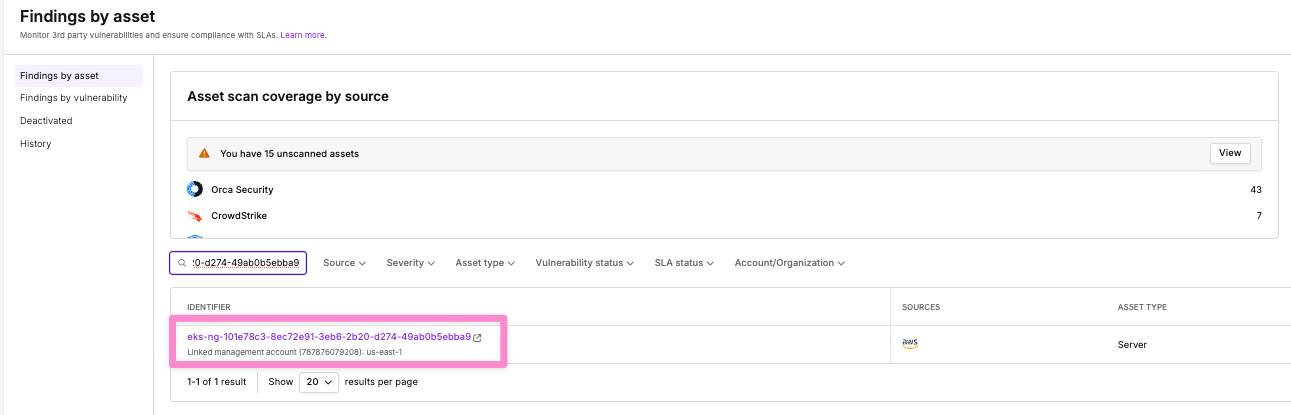 Findings by asset
Monitor 3rd party vulnerabilities and ensure compliance with SLAs. Learn more.
Findings by asset
Findings by vulnerability
Deactivated
History
Asset scan coverage by source
You have 15 unscanned assets View
Orca Security 43
CrowdStrike 7
20-d274-49ab0b5ebba9 Source Severity Asset type Vulnerability status SLA status Account/Organization
IDENTIFIER SOURCES ASSET TYPE
eks-ng-101e78c3-8ec72e91-3eb6-2b20-d274-49ab0b5ebba9
Linked management account (787876079208): us-east-1
aws Server
1-1 of 1 result Show 20 results per page